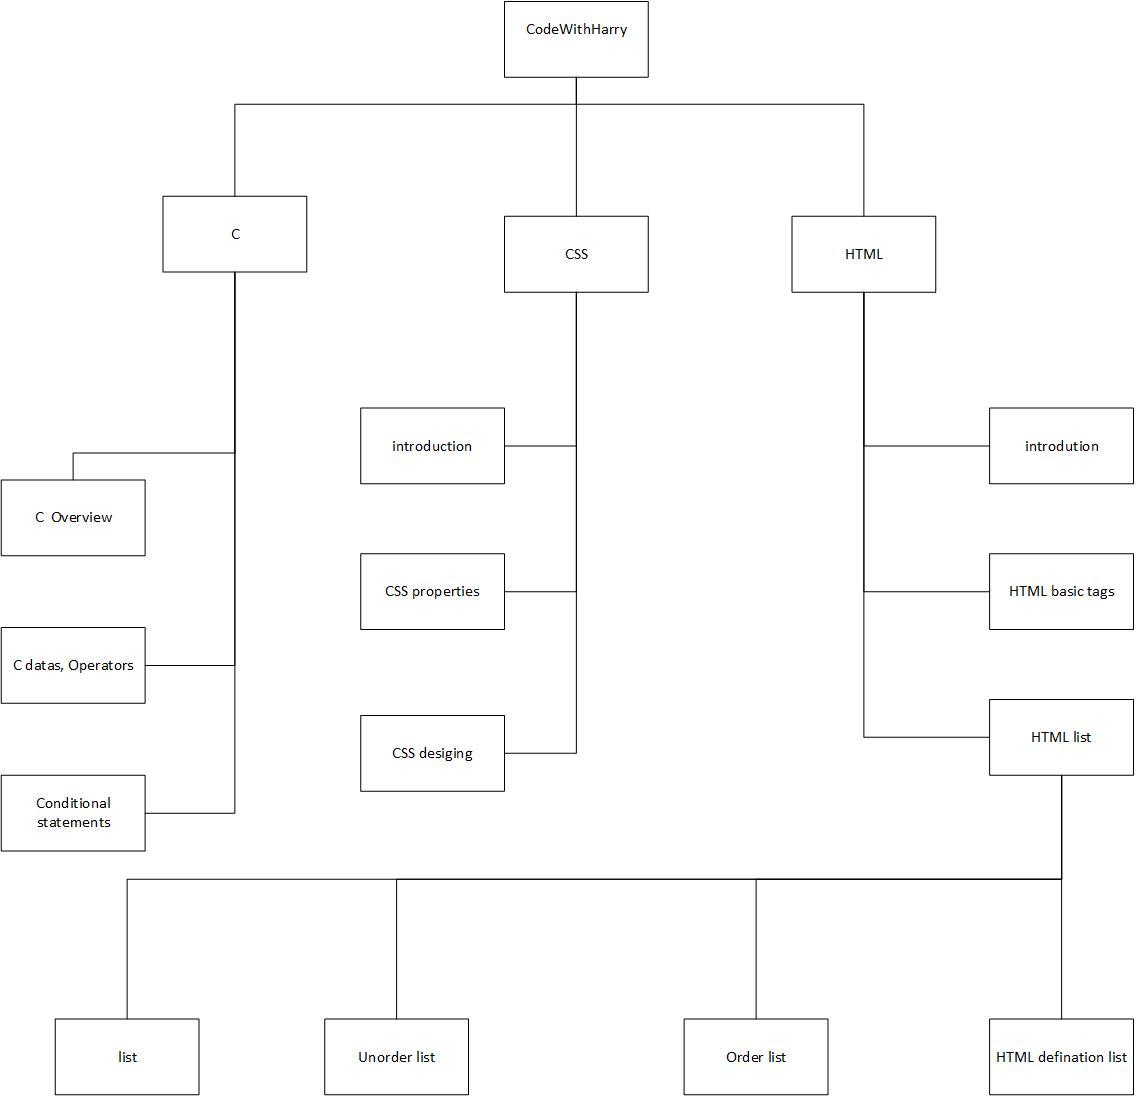 CodeWithHarry
C
CSS
HTML
introduction
introdution
C  Overview
CSS properties
HTML basic tags
C datas, Operators
HTML list
CSS desiging
Conditional
statements
list
Unorder list
Order list
HTML defination list